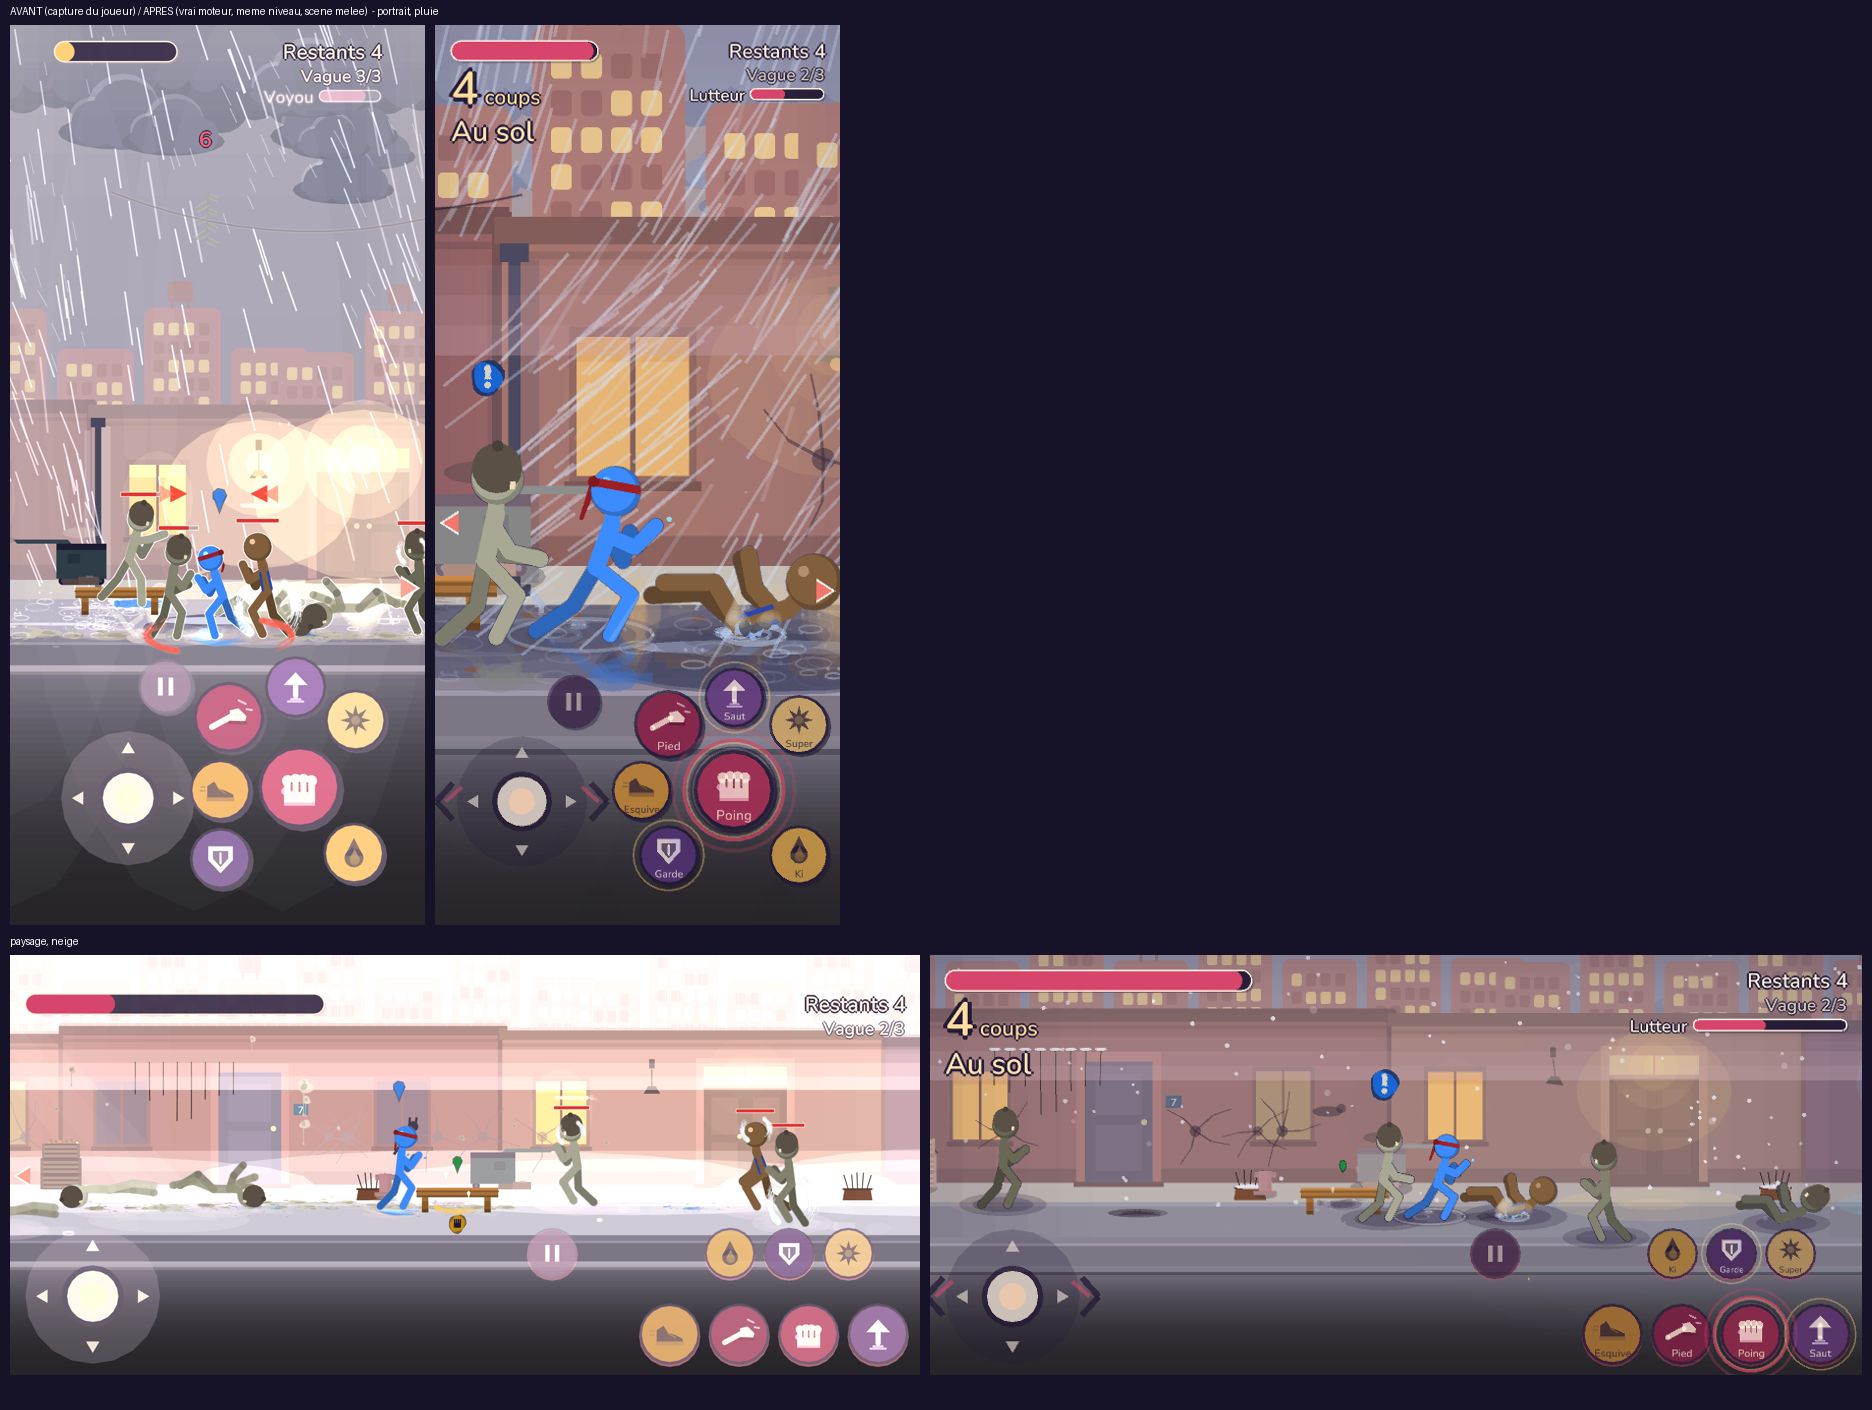 AVANT (capture du joueur) / APRES (vrai moteur, meme niveau, scene melee) - portrait, pluie
Restants 4
Vague 3/3
Voyou
6
Restants 4
Vague 2/3
Lutteur
4 coups
Au sol
!
Saut
Pied
Super
Esquive
Poing
Garde
Ki
paysage, neige
Restants 4
Vague 2/3
7
Restants 4
Vague 2/3
Lutteur
4 coups
Au sol
!
7
Ki
Garde
Super
Esquive
Pied
Poing
Saut